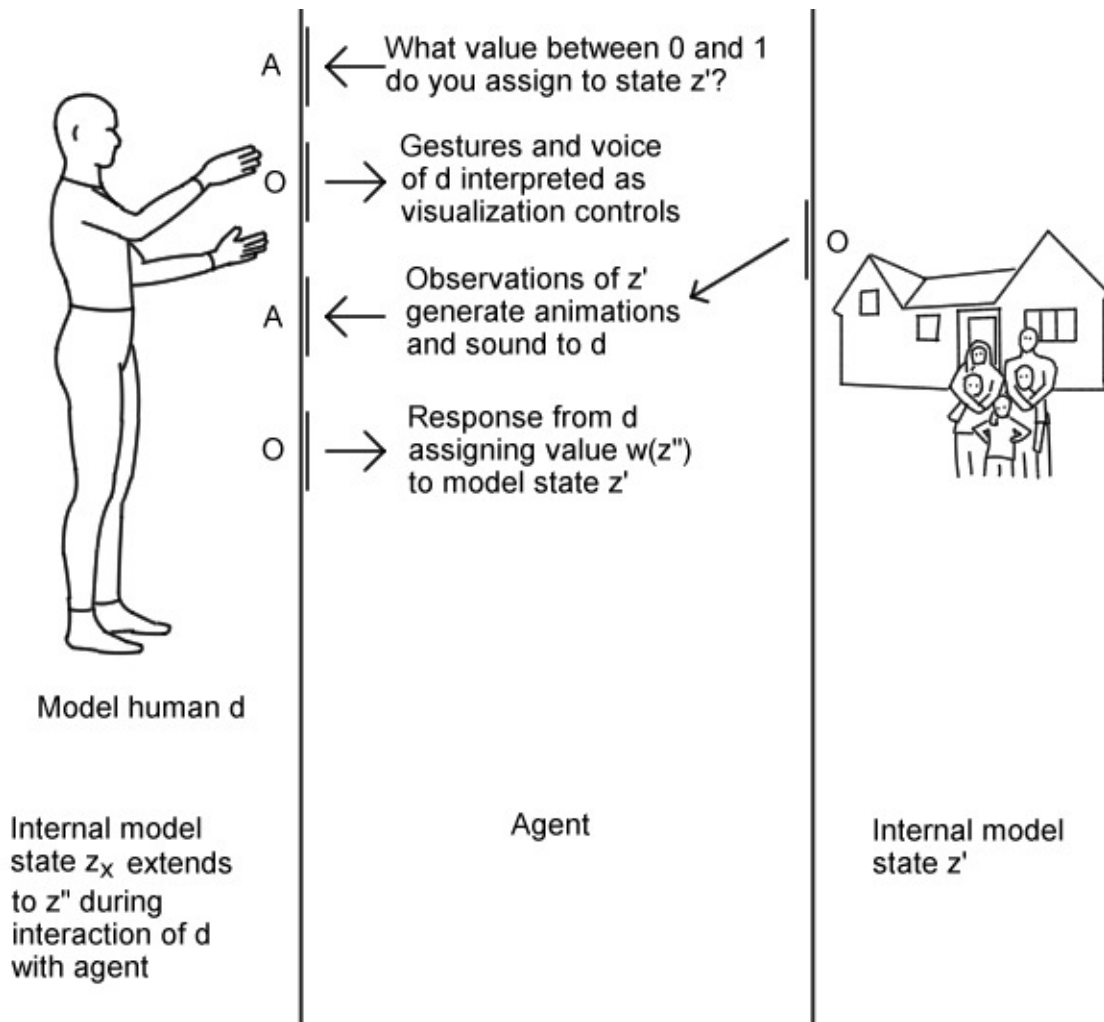 A
What value between 0 and 1
do you assign to state z'?
O
Gestures and voice
of d interpreted as
visualization controls
O
A
Observations of z'
generate animations
and sound to d
O
Response from d
assigning value w(z")
to model state z'
Model human d
Internal model
state zx extends
to z" during
interaction of d
with agent
Agent
Internal model
state z'